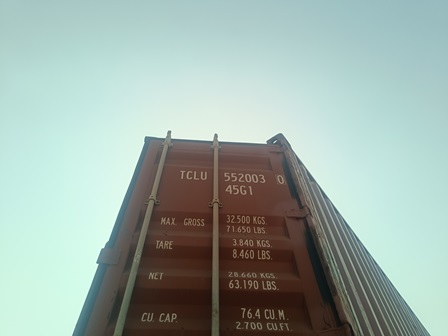 TCLU 552003 0
45G1
MAX. GROSS 32.500 KGS.
71.650 LBS.
TARE 3.840 KGS.
8.460 LBS.
NET 28.660 KGS.
63.190 LBS.
CU. CAP. 76.4 CU.M.
2.700 CU.FT.